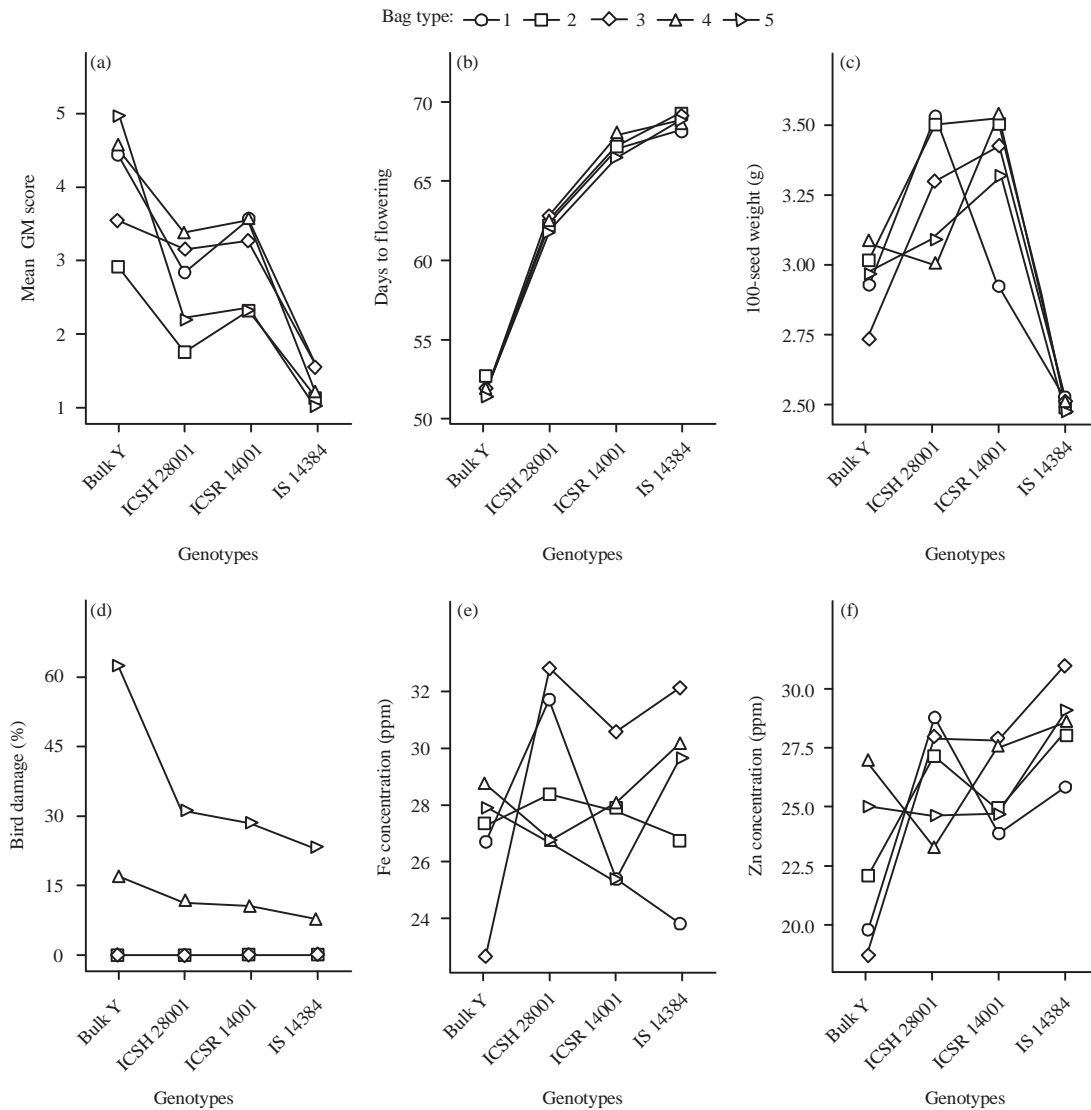 Bag type: 1 2 3 4 5
(a)
Mean GM score
5
4
3
2
1
Bulk Y
ICSH 28001
ICSR 14001
IS 14384
Genotypes
(b)
Days to flowering
70
65
60
55
50
Bulk Y
ICSH 28001
ICSR 14001
IS 14384
Genotypes
(c)
100-seed weight (g)
3.50
3.25
3.00
2.75
2.50
Bulk Y
ICSH 28001
ICSR 14001
IS 14384
Genotypes
(d)
Bird damage (%)
60
45
30
15
0
Bulk Y
ICSH 28001
ICSR 14001
IS 14384
Genotypes
(e)
Fe concentration (ppm)
32
30
28
26
24
Bulk Y
ICSH 28001
ICSR 14001
IS 14384
Genotypes
(f)
Zn concentration (ppm)
30.0
27.5
25.0
22.5
20.0
Bulk Y
ICSH 28001
ICSR 14001
IS 14384
Genotypes